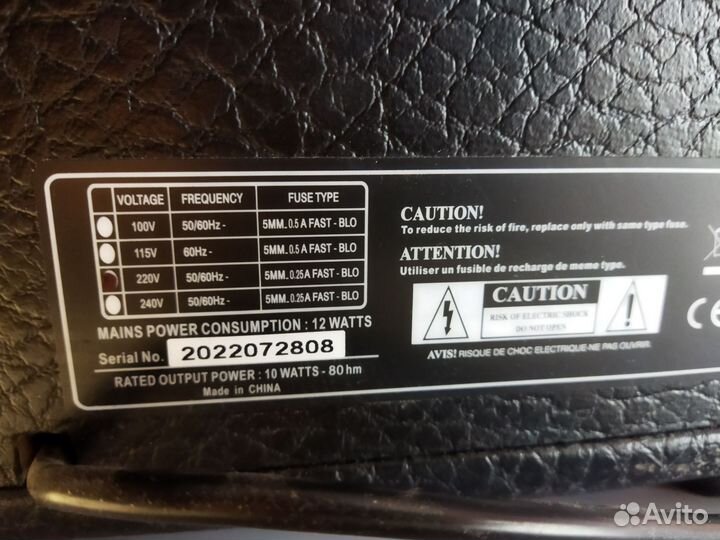 VOLTAGE FREQUENCY FUSE TYPE
100V 50/60Hz - 5MM. 0.5 A FAST - BLO
115V 60Hz - 5MM. 0.5 A FAST - BLO
220V 50/60Hz - 5MM. 0.25 A FAST - BLO
240V 50/60Hz - 5MM. 0.25 A FAST - BLO
MAINS POWER CONSUMPTION : 12 WATTS
Serial No. 2022072808
RATED OUTPUT POWER : 10 WATTS - 80hm
Made in CHINA
CAUTION!
To reduce the risk of fire, replace only with same type fuse.
ATTENTION!
Utiliser un fusible de recharge de meme type.
CAUTION
RISK OF ELECTRIC SHOCK
DO NOT OPEN
AVIS! RISQUE DE CHOC ELECTRIQUE-NE PAS OUVRIR.
CE
Avito